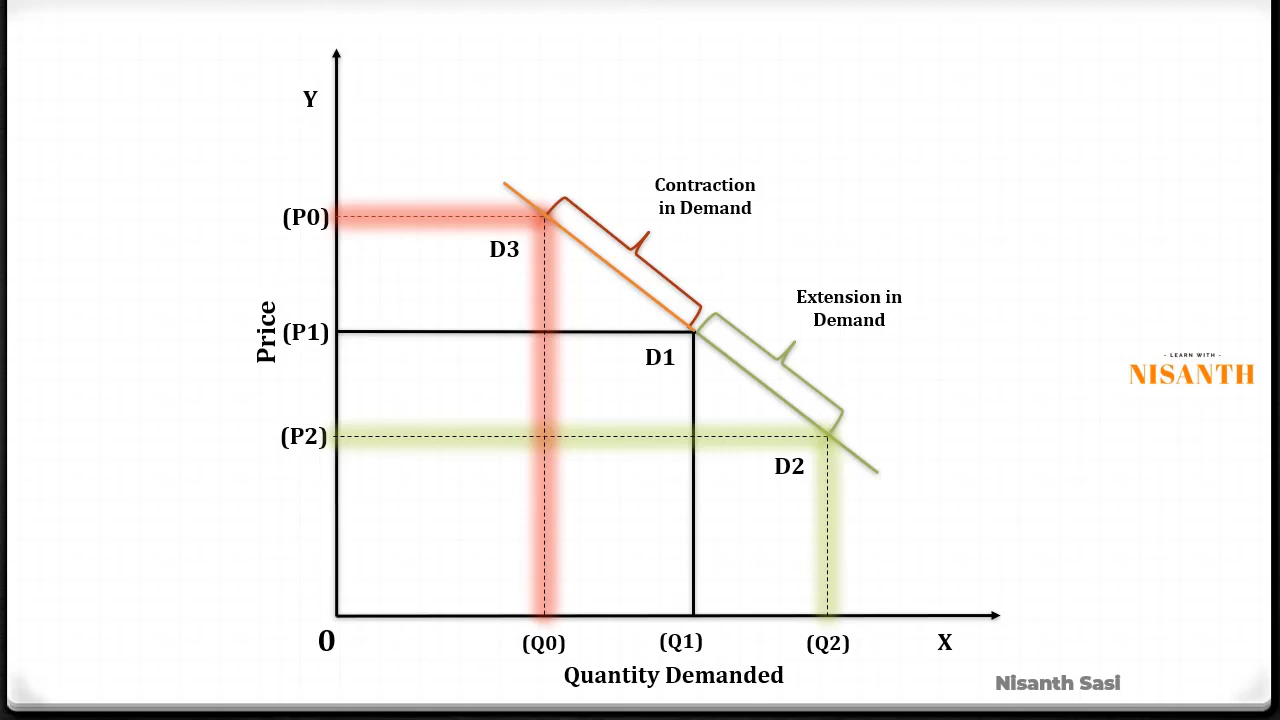 Y
Contraction
in Demand
(P0)
D3
Extension in
Demand
Price
(P1)
D1
- LEARN WITH -
NISANTH
(P2)
D2
0
(Q0)
(Q1)
(Q2)
X
Quantity Demanded
Nisanth Sasi